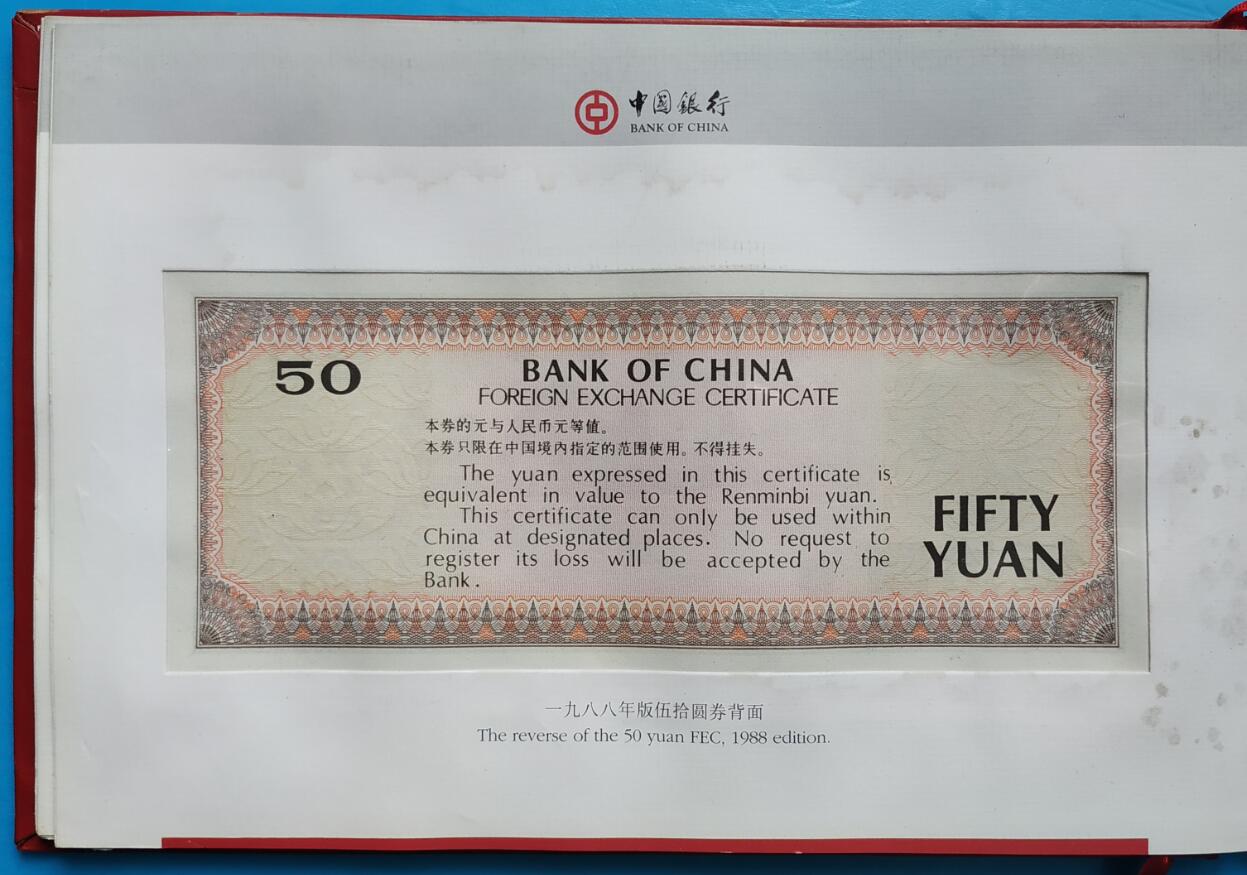 中國銀行
BANK OF CHINA
50
BANK OF CHINA
FOREIGN EXCHANGE CERTIFICATE
本券的元与人民币元等值。
本券只限在中国境内指定的范围使用。不得挂失。
The yuan expressed in this certificate is
equivalent in value to the Renminbi yuan.
This certificate can only be used within
China at designated places. No request to
register its loss will be accepted by the
Bank.
FIFTY
YUAN
一九八八年版伍拾圆券背面
The reverse of the 50 yuan FEC, 1988 edition.